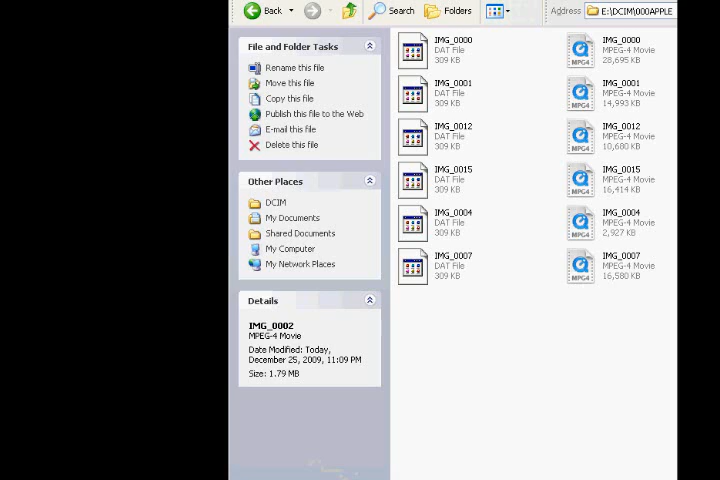 Back Search Folders Address E:\DCIM\000APPLE
File and Folder Tasks
Rename this file
Move this file
Copy this file
Publish this file to the Web
E-mail this file
Delete this file
Other Places
DCIM
My Documents
Shared Documents
My Computer
My Network Places
Details
IMG_0002
MPEG-4 Movie
Date Modified: Today,
December 25, 2009, 11:09 PM
Size: 1.79 MB
IMG_0000
DAT File
309 KB
MPEG4
IMG_0000
MPEG-4 Movie
28,695 KB
IMG_0001
DAT File
309 KB
MPEG4
IMG_0001
MPEG-4 Movie
14,993 KB
IMG_0012
DAT File
309 KB
MPEG4
IMG_0012
MPEG-4 Movie
10,680 KB
IMG_0015
DAT File
309 KB
MPEG4
IMG_0015
MPEG-4 Movie
16,414 KB
IMG_0004
DAT File
309 KB
MPEG4
IMG_0004
MPEG-4 Movie
2,927 KB
IMG_0007
DAT File
309 KB
MPEG4
IMG_0007
MPEG-4 Movie
16,580 KB